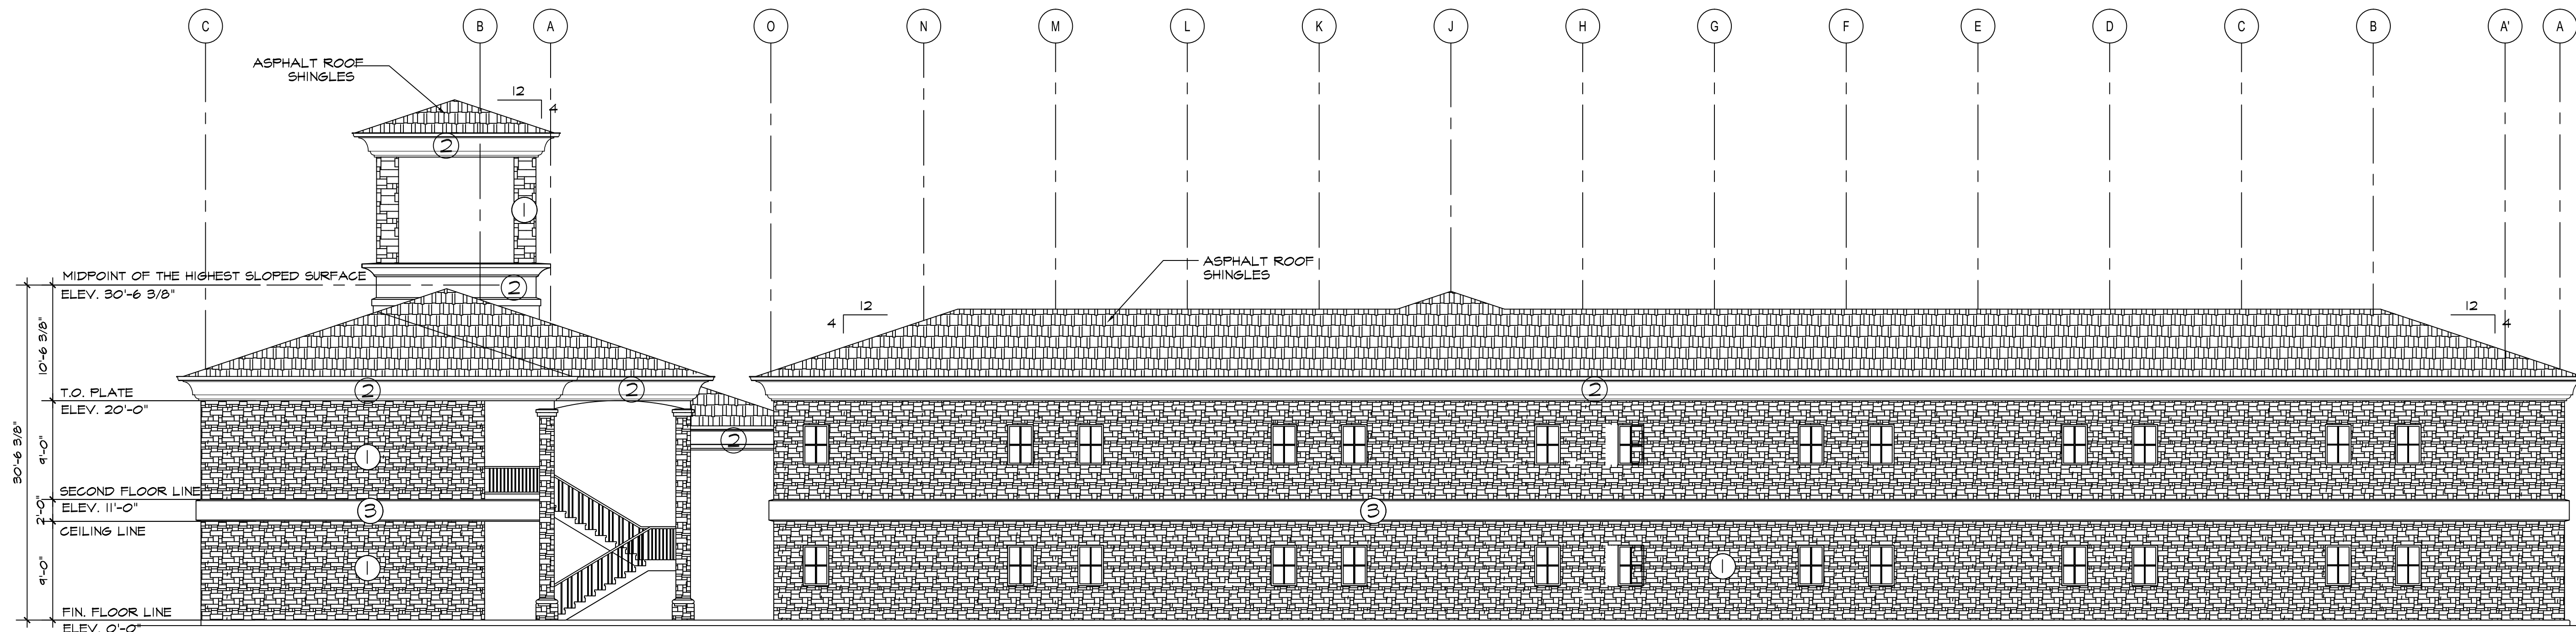 C B A O N M L K J H G F E D C B A' A
ASPHALT ROOF
SHINGLES
12
4
2
1
MIDPOINT OF THE HIGHEST SLOPED SURFACE
ELEV. 30'-6 3/8"
2
ASPHALT ROOF
SHINGLES
12
4
12
4
10'-6 3/8"
T.O. PLATE
ELEV. 20'-0"
2
2
2
2
30'-6 3/8"
9'-0"
1
SECOND FLOOR LINE
ELEV. 11'-0"
2'-0"
3
3
CEILING LINE
9'-0"
1
1
FIN. FLOOR LINE
ELEV. 0'-0"